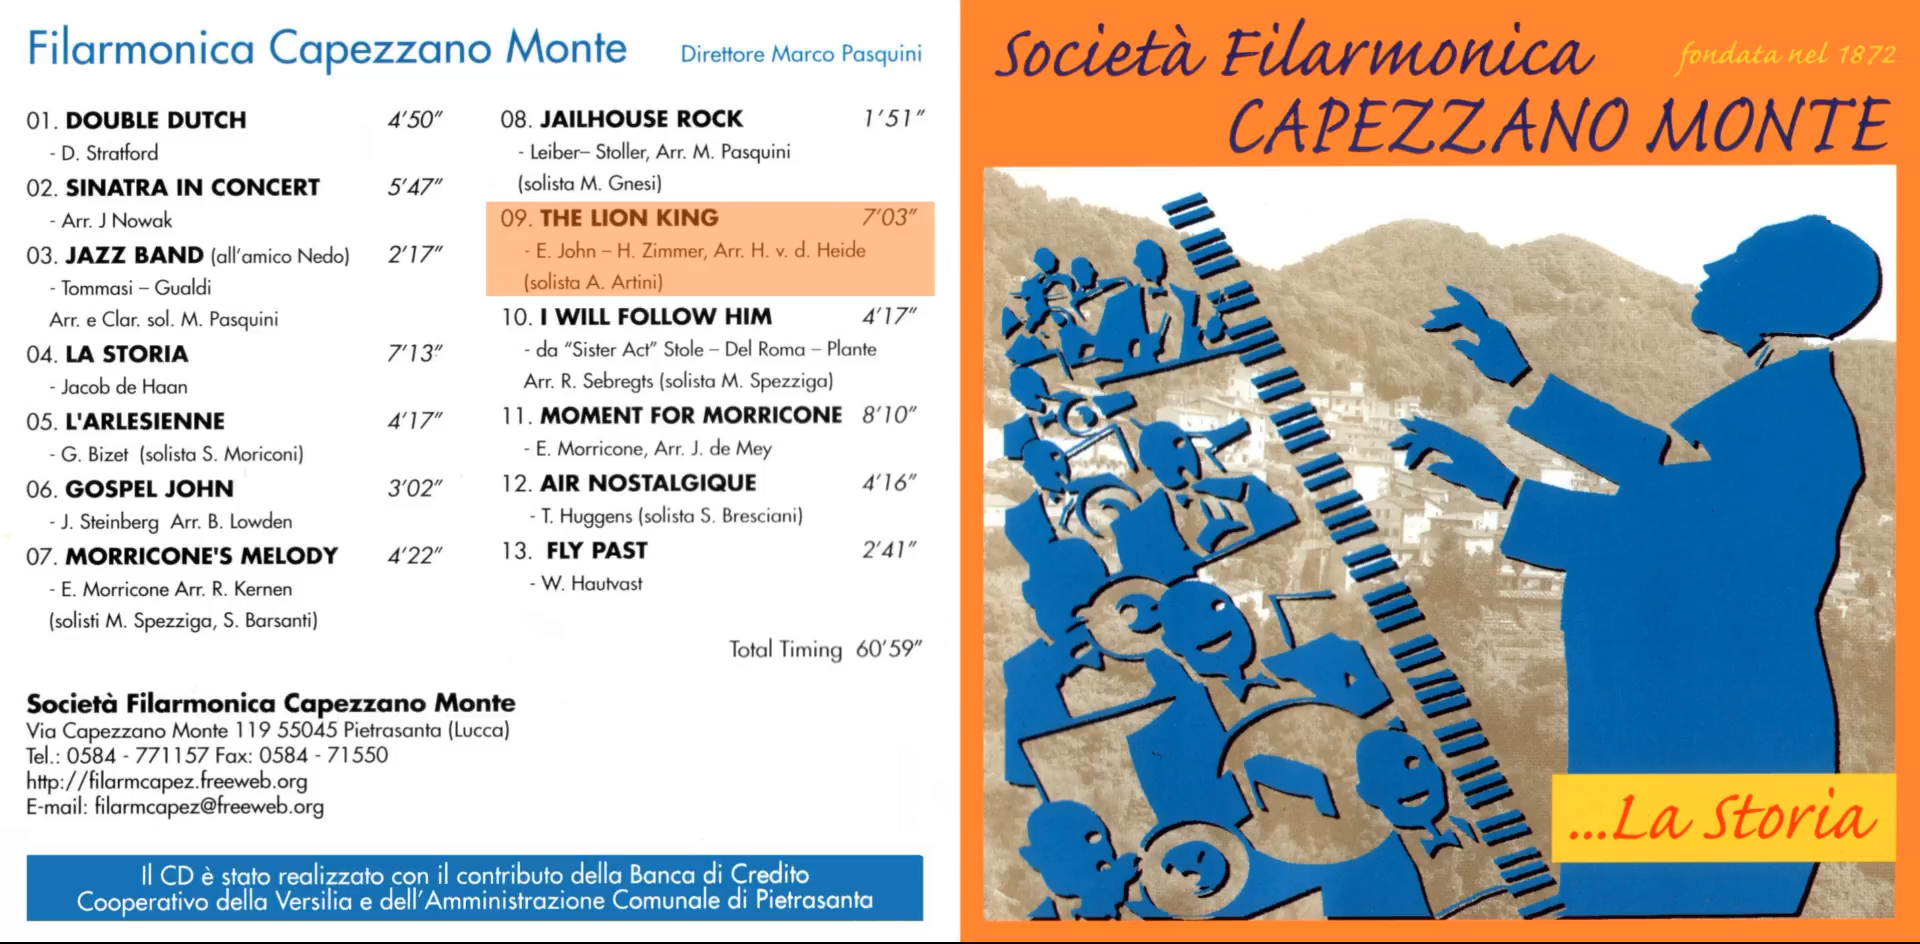 Filarmonica Capezzano Monte Direttore Marco Pasquini
01. DOUBLE DUTCH 4'50"
- D. Stratford
02. SINATRA IN CONCERT 5'47"
- Arr. J Nowak
03. JAZZ BAND (all'amico Nedo) 2'17"
- Tommasi – Gualdi
Arr. e Clar. sol. M. Pasquini
04. LA STORIA 7'13"
- Jacob de Haan
05. L'ARLESIENNE 4'17"
- G. Bizet (solista S. Moriconi)
06. GOSPEL JOHN 3'02"
- J. Steinberg Arr. B. Lowden
07. MORRICONE'S MELODY 4'22"
- E. Morricone Arr. R. Kernen
(solisti M. Spezziga, S. Barsanti)
08. JAILHOUSE ROCK 1'51"
- Leiber– Stoller, Arr. M. Pasquini
(solista M. Gnesi)
09. THE LION KING 7'03"
- E. John – H. Zimmer, Arr. H. v. d. Heide
(solista A. Artini)
10. I WILL FOLLOW HIM 4'17"
- da "Sister Act" Stole – Del Roma – Plante
Arr. R. Sebregts (solista M. Spezziga)
11. MOMENT FOR MORRICONE 8'10"
- E. Morricone, Arr. J. de Mey
12. AIR NOSTALGIQUE 4'16"
- T. Huggens (solista S. Bresciani)
13. FLY PAST 2'41"
- W. Hautvast
Total Timing 60'59"
Società Filarmonica Capezzano Monte
Via Capezzano Monte 119 55045 Pietrasanta (Lucca)
Tel.: 0584 - 771157 Fax: 0584 - 71550
http://filarmcapez.freeweb.org
E-mail: filarmcapez@freeweb.org
Il CD è stato realizzato con il contributo della Banca di Credito
Cooperativo della Versilia e dell'Amministrazione Comunale di Pietrasanta
Società Filarmonica fondata nel 1872
CAPEZZANO MONTE
...La Storia